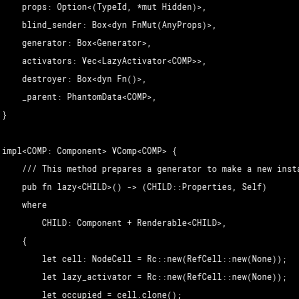 props: Option<(TypeId, *mut Hidden)>,
blind_sender: Box<dyn FnMut(AnyProps)>,
generator: Box<Generator>,
activators: Vec<LazyActivator<COMP>>,
destroyer: Box<dyn Fn()>,
_parent: PhantomData<COMP>,
}
impl<COMP: Component> VComp<COMP> {
/// This method prepares a generator to make a new insta
pub fn lazy<CHILD>() -> (CHILD::Properties, Self)
where
CHILD: Component + Renderable<CHILD>,
{
let cell: NodeCell = Rc::new(RefCell::new(None));
let lazy_activator = Rc::new(RefCell::new(None));
let occupied = cell.clone();